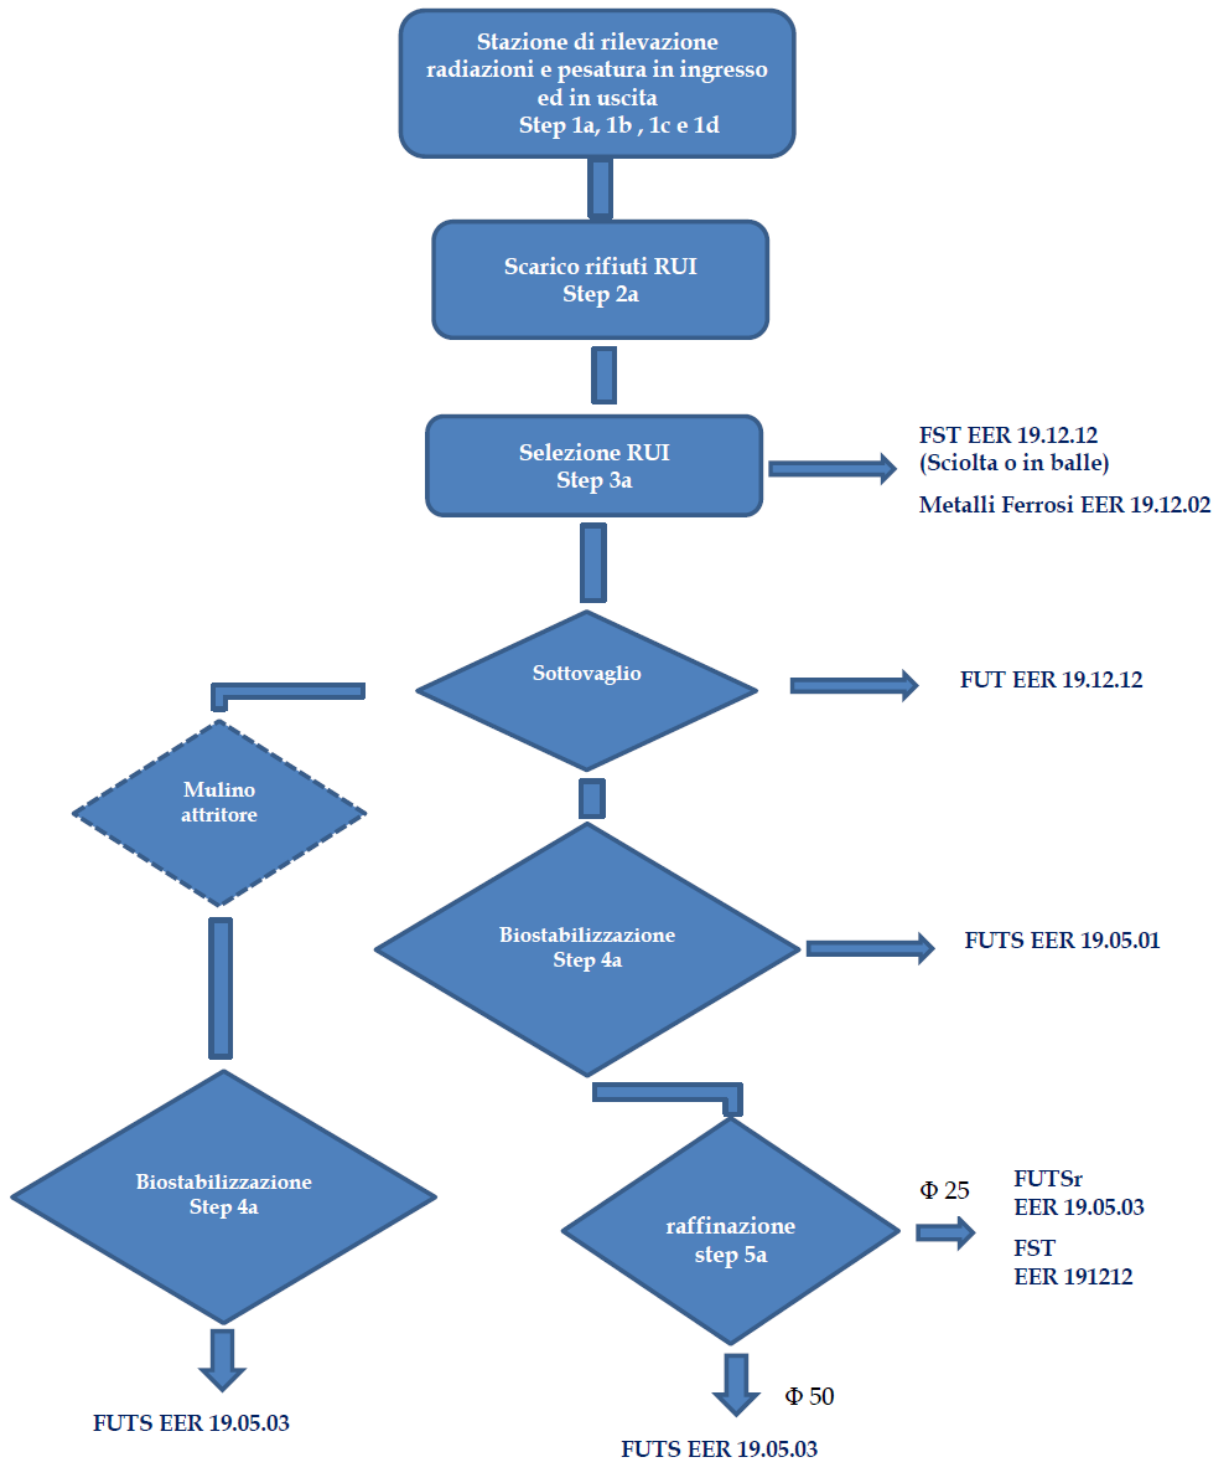 Stazione di rilevazione
radiazioni e pesatura in ingresso
ed in uscita
Step 1a, 1b , 1c e 1d
Scarico rifiuti RUI
Step 2a
Selezione RUI
Step 3a
FST EER 19.12.12
(Sciolta o in balle)
Metalli Ferrosi EER 19.12.02
Sottovaglio
FUT EER 19.12.12
Mulino
attritore
Biostabilizzazione
Step 4a
FUTS EER 19.05.01
Biostabilizzazione
Step 4a
raffinazione
step 5a
Φ 25
FUTSr
EER 19.05.03
FST
EER 191212
Φ 50
FUTS EER 19.05.03
FUTS EER 19.05.03